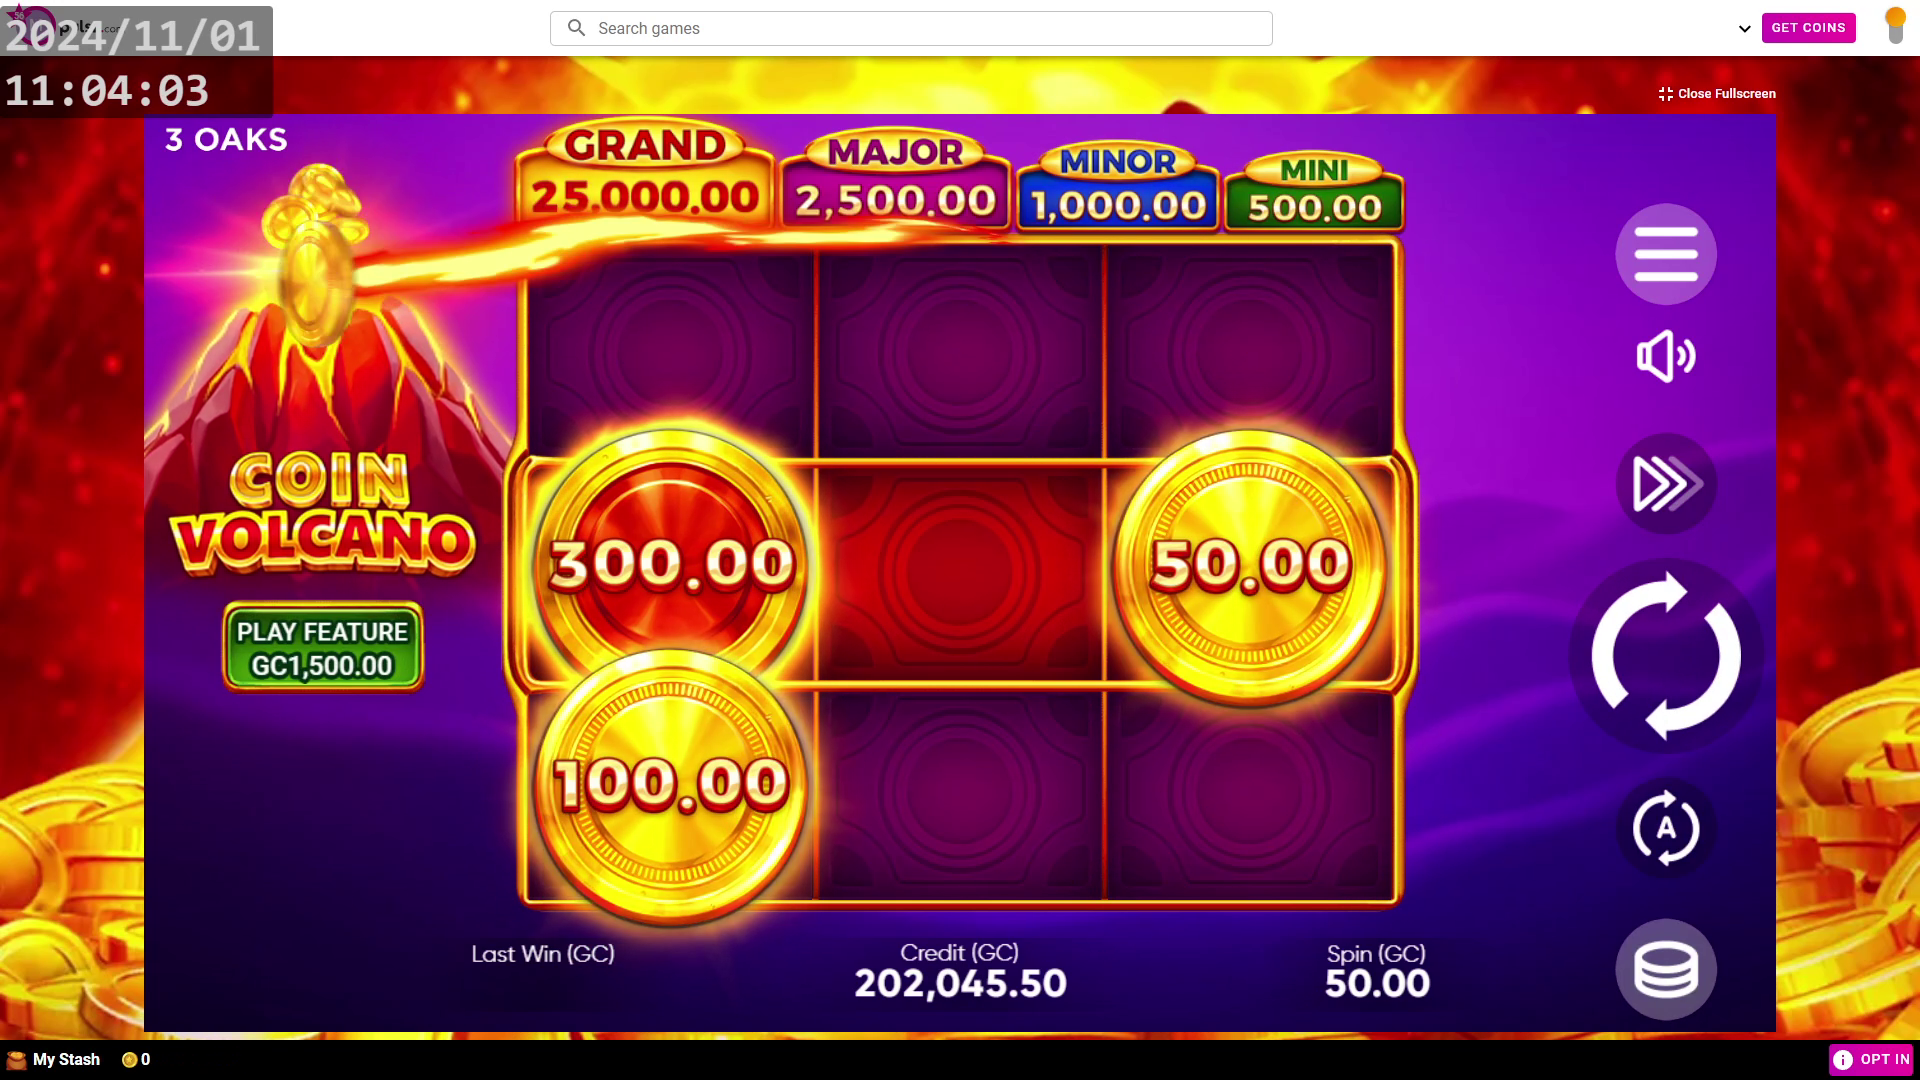 2024/11/01
11:04:03
Search games
GET COINS
Close Fullscreen
3 OAKS
GRAND
25,000.00
MAJOR
2,500.00
MINOR
1,000.00
MINI
500.00
COIN
VOLCANO
PLAY FEATURE
GC1,500.00
300.00
50.00
100.00
A
Last Win (GC)
Credit (GC)
202,045.50
Spin (GC)
50.00
My Stash
0
OPT IN